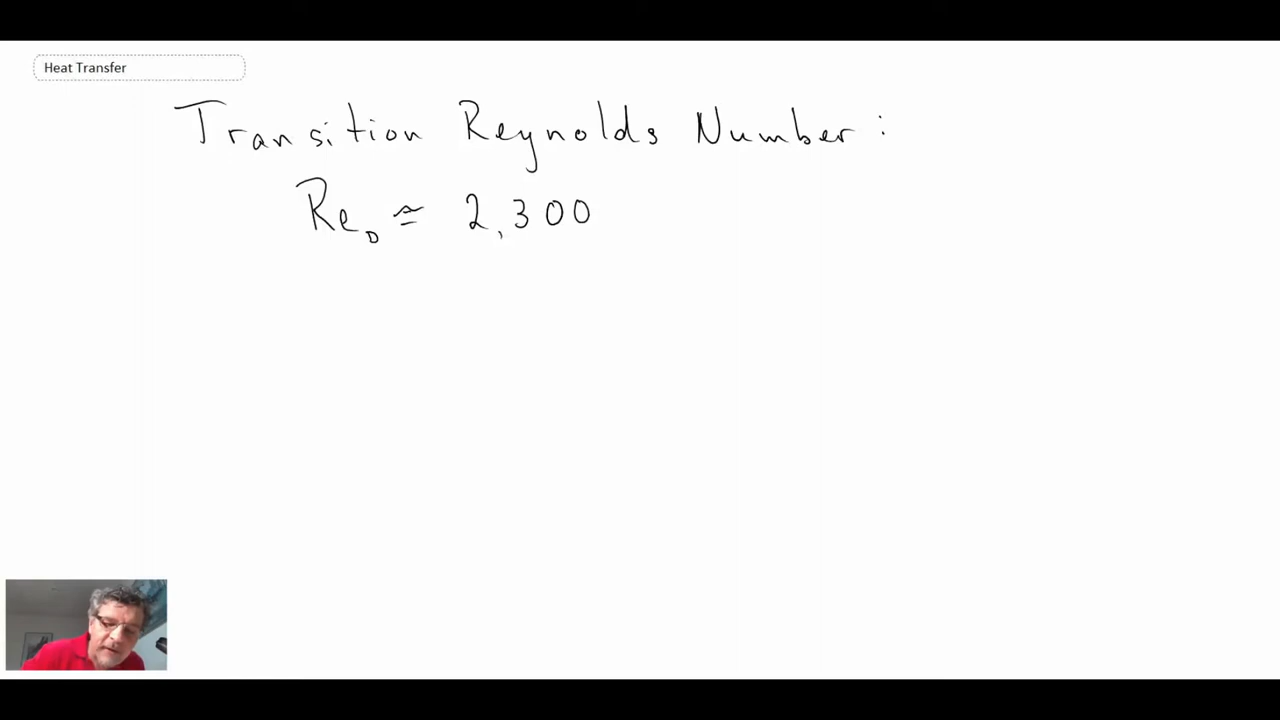 Heat Transfer
Transition Reynolds Number:
Re_D ≃ 2,300